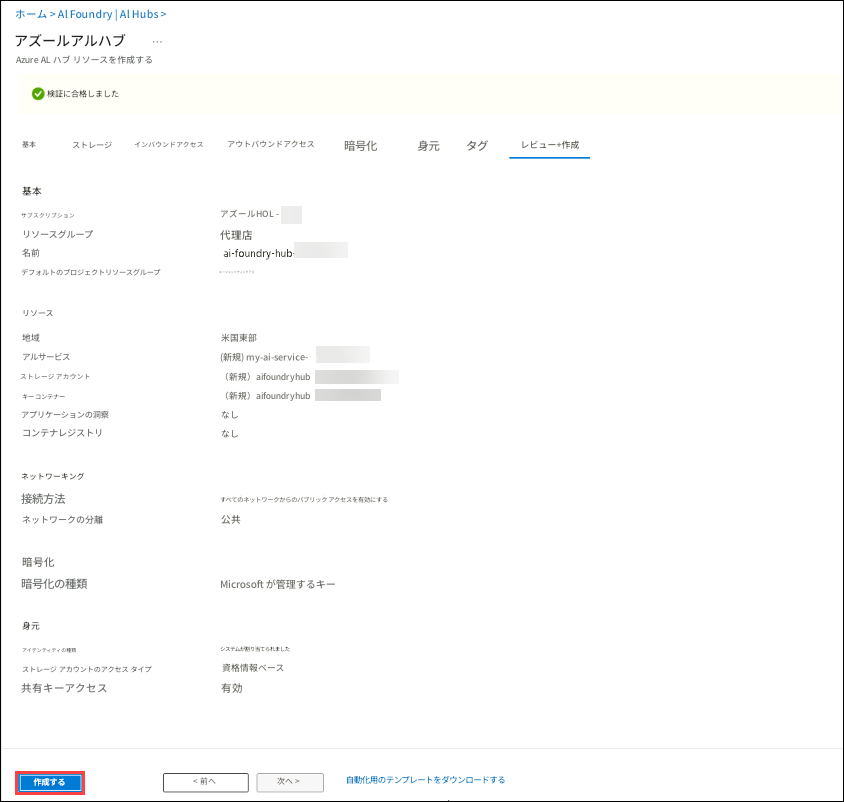 ホーム > AI Foundry | AI Hubs >
アズールアルハブ ...
Azure AL ハブ リソースを作成する
検証に合格しました
基本 ストレージ インバウンドアクセス アウトバウンドアクセス 暗号化 身元 タグ レビュー+作成
基本
サブスクリプション アズールHOL -
リソースグループ 代理店
名前 ai-foundry-hub-
デフォルトのプロジェクトリソースグループ
リソース
地域 米国東部
アルサービス (新規) my-ai-service-
ストレージ アカウント （新規）aifoundryhub
キー コンテナー （新規）aifoundryhub
アプリケーションの洞察 なし
コンテナレジストリ なし
ネットワーキング
接続方法 すべてのネットワークからのパブリック アクセスを有効にする
ネットワークの分離 公共
暗号化
暗号化の種類 Microsoft が管理するキー
身元
アイデンティティの種類 システムが割り当てられました
ストレージ アカウントのアクセス タイプ 資格情報ベース
共有キーアクセス 有効
作成する < 前へ 次へ > 自動化用のテンプレートをダウンロードする